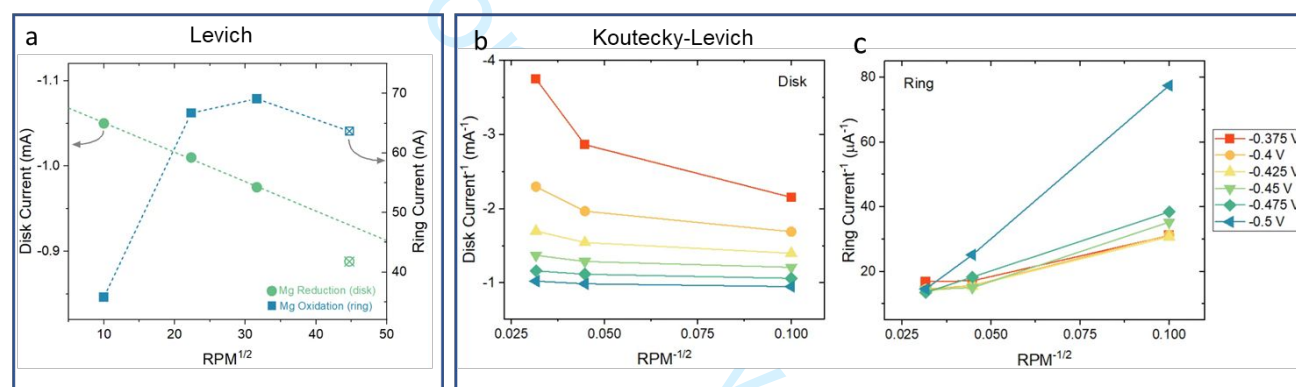 a
Levich
-1.1
-1.0
-0.9
Disk Current (mA)
70
60
50
40
Ring Current (nA)
Mg Reduction (disk)
Mg Oxidation (ring)
10
20
30
40
50
RPM1/2
Koutecky-Levich
b
Disk
-4
-3
-2
-1
Disk Current-1 (mA-1)
0.025
0.050
0.075
0.100
RPM-1/2
c
Ring
80
60
40
20
Ring Current-1 (µA-1)
0.025
0.050
0.075
0.100
RPM-1/2
-0.375 V
-0.4 V
-0.425 V
-0.45 V
-0.475 V
-0.5 V